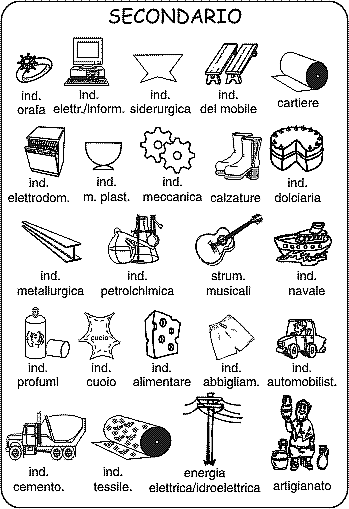 SECONDARIO
ind. orafa
ind. elettr./Inform.
ind. siderurgica
ind. del mobile
cartiere
ind. elettrodom.
ind. m. plast.
ind. meccanica
calzature
ind. dolciaria
ind. metallurgica
ind. petrolchimica
strum. musicali
ind. navale
ind. profumi
cuoio
ind. cuoio
ind. alimentare
ind. abbigliam.
ind. automobilist.
ind. cemento.
ind. tessile.
energia elettrica/idroelettrica
artigianato